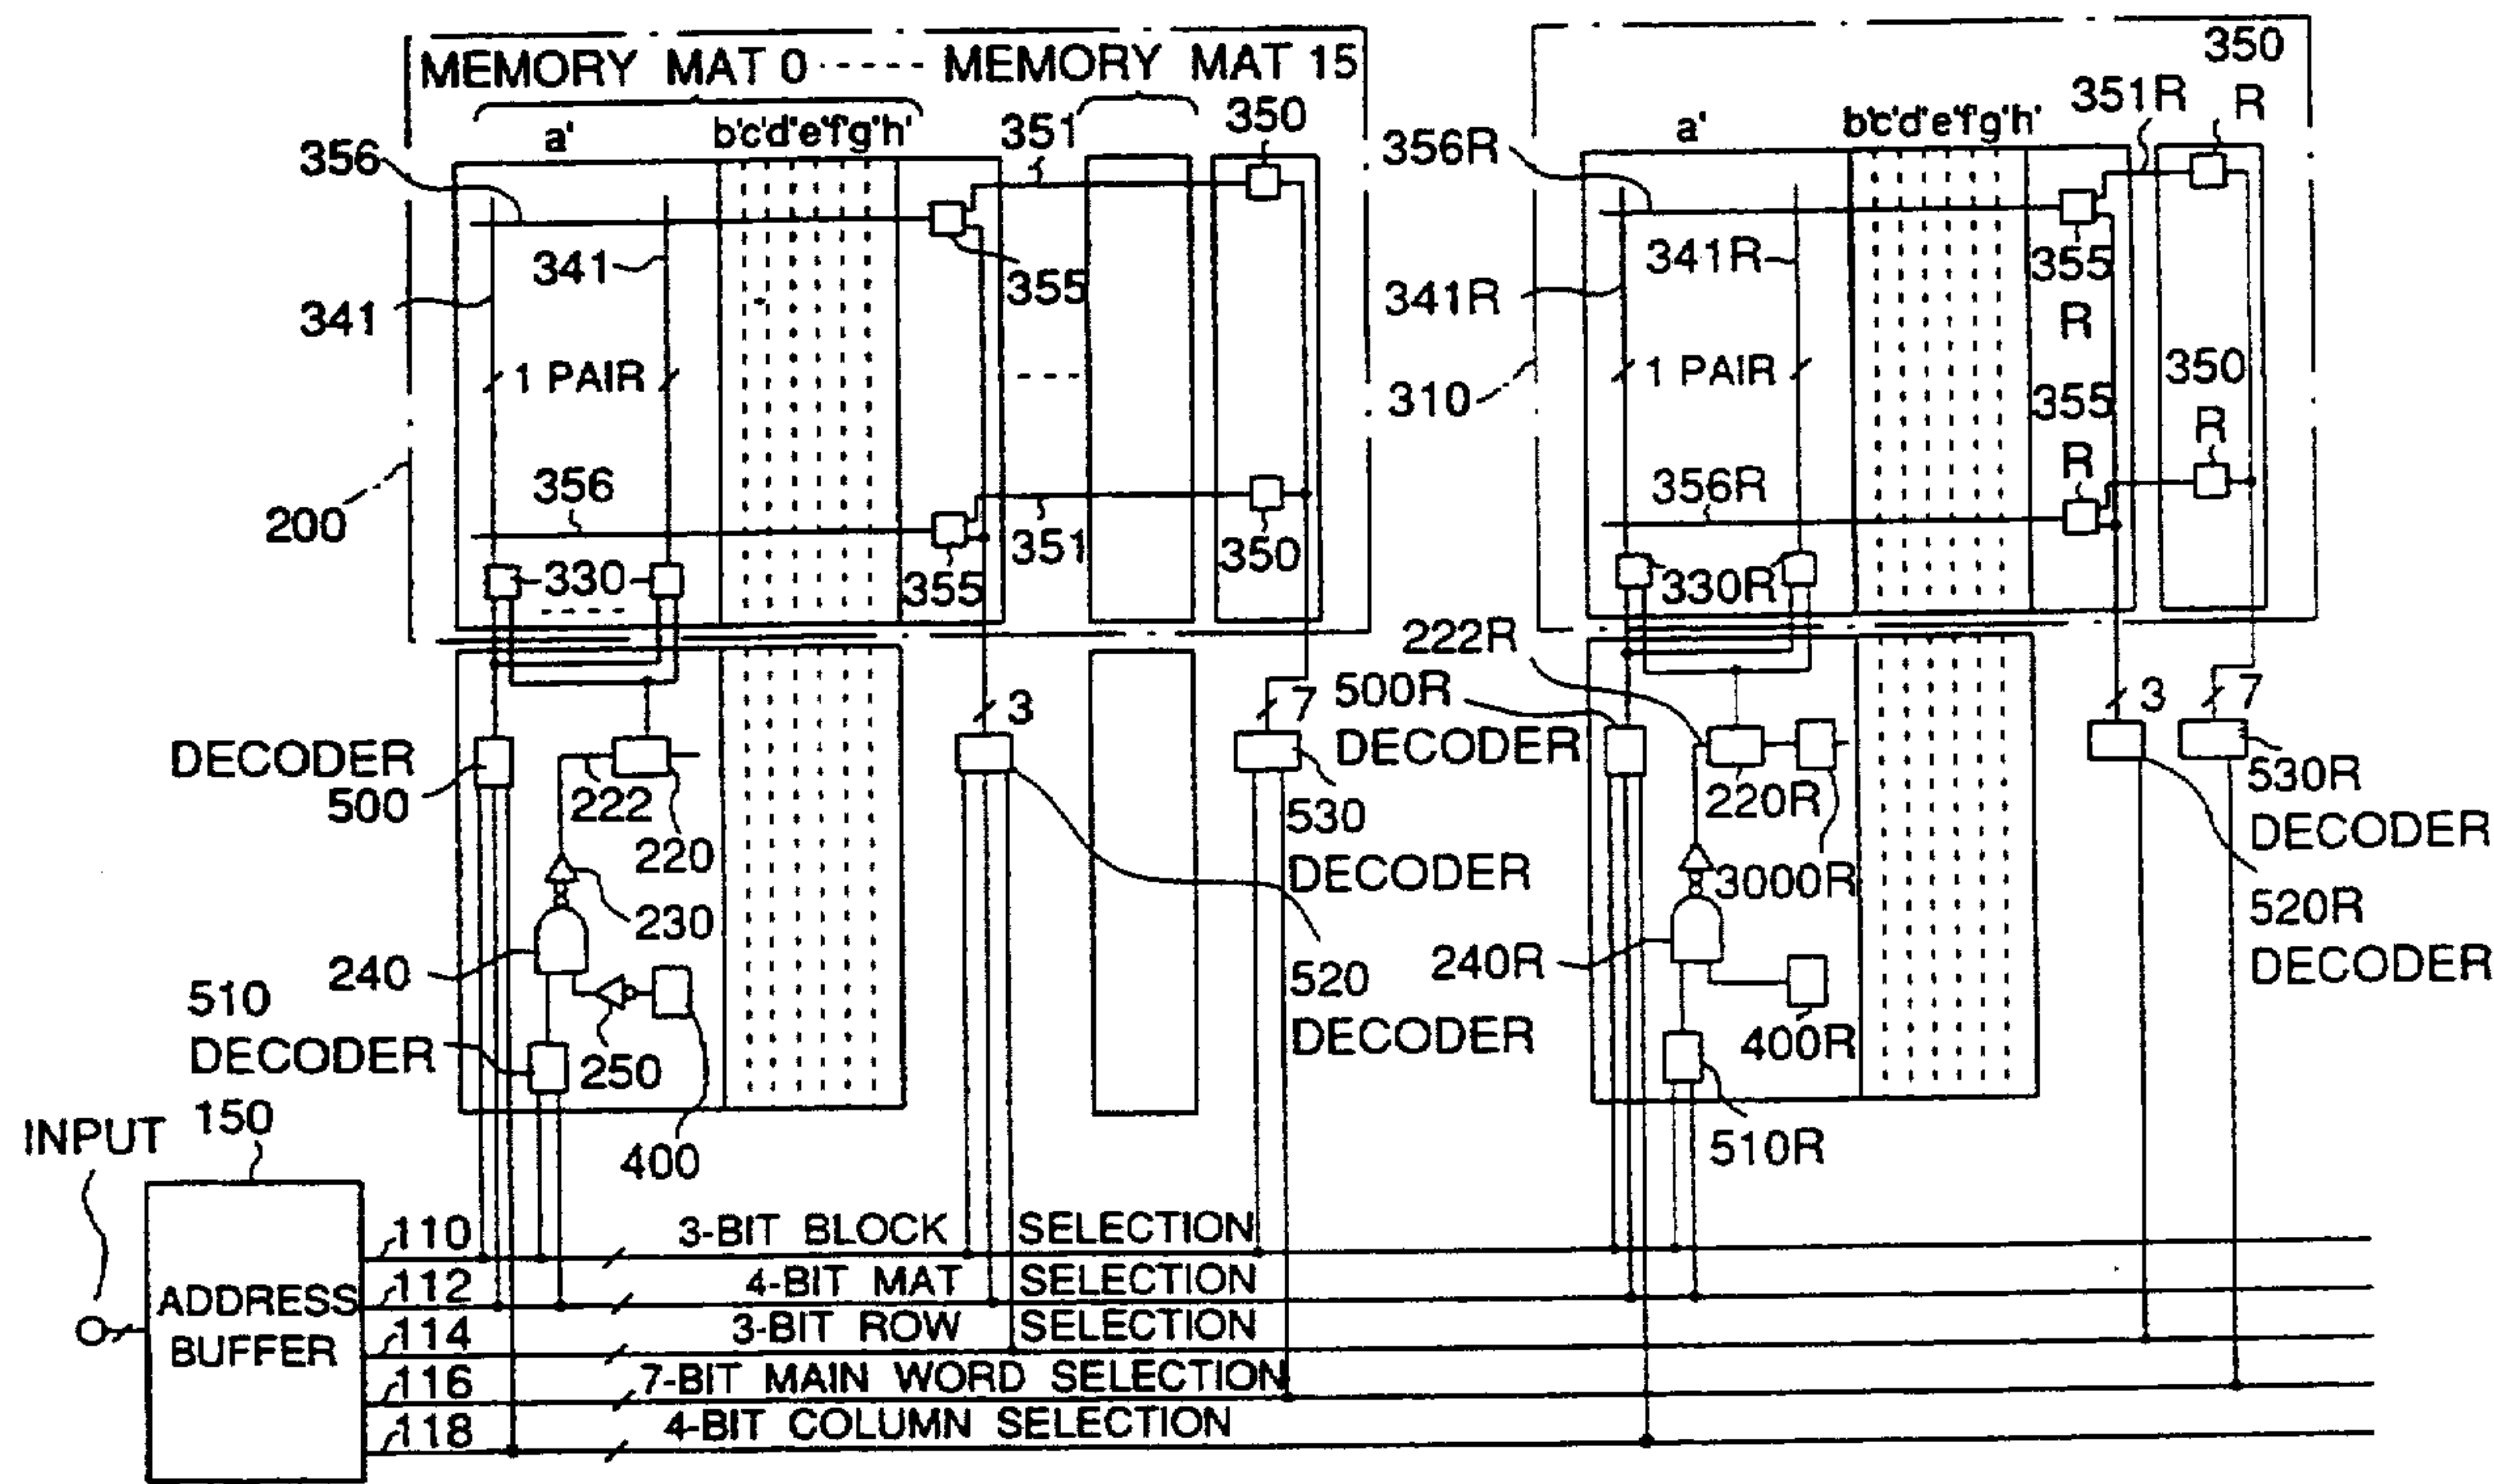 MEMORY MAT 0 ----- MEMORY MAT 15
350
R
351R
a'
b'c'd'e'f'g'h'
351
350
a'
b'c'd'e'f'g'h'
356
356R
341
355
341
341R
355
R
341R
1 PAIR
1 PAIR
310
355
R
350
R
356
356R
200
351
350
330
355
330R
222R
3
7
500R
DECODER
3
7
DECODER
500
222
220
530
DECODER
220R
530R
DECODER
230
3000R
520R
DECODER
240
240R
520
DECODER
510
DECODER
250
400R
400
510R
INPUT
150
ADDRESS
BUFFER
110
3-BIT BLOCK SELECTION
112
4-BIT MAT SELECTION
114
3-BIT ROW SELECTION
116
7-BIT MAIN WORD SELECTION
118
4-BIT COLUMN SELECTION